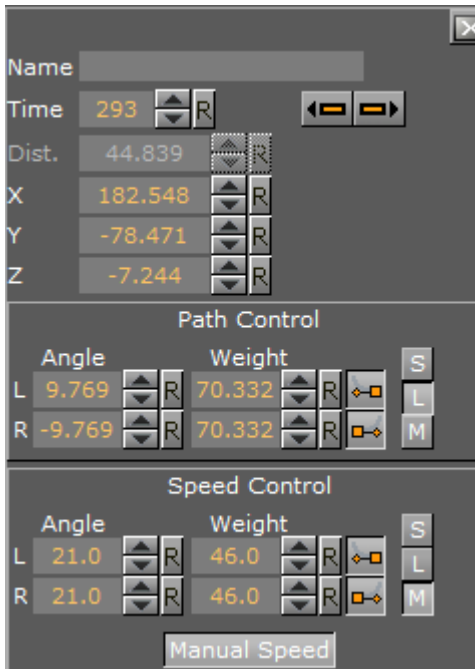 Name
Time 293 R
Dist. 44.839 R
X 182.548 R
Y -78.471 R
Z -7.244 R
Path Control
Angle Weight S
L 9.769 R 70.332 R L
R -9.769 R 70.332 R M
Speed Control
Angle Weight S
L 21.0 R 46.0 R L
R 21.0 R 46.0 R M
Manual Speed